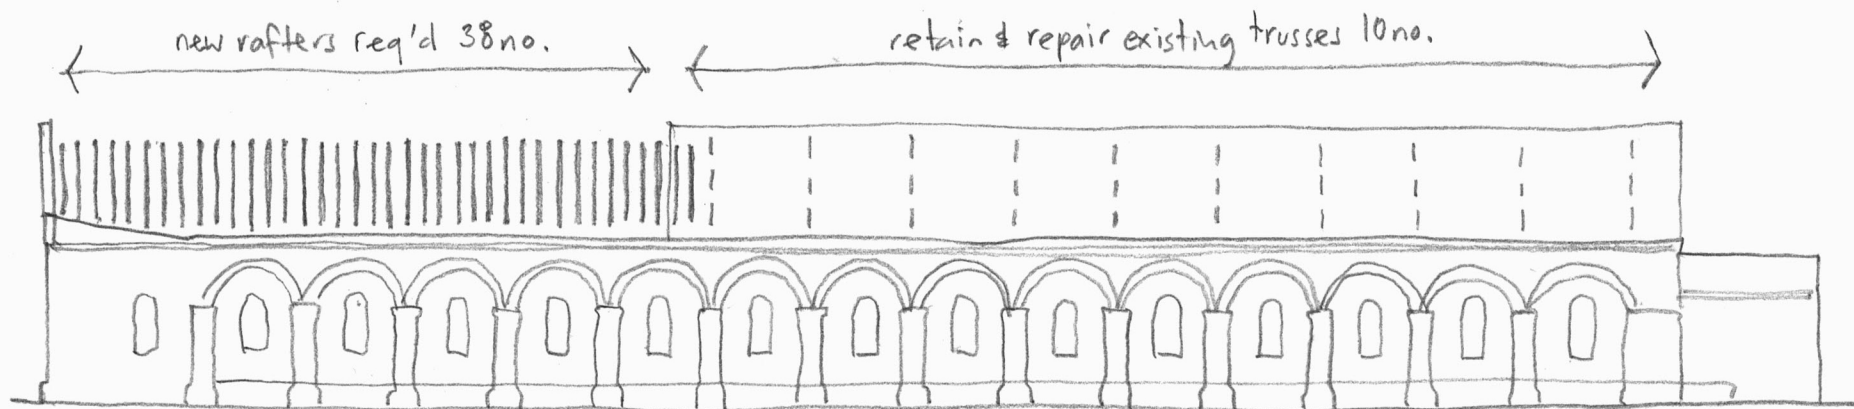 new rafters req'd 38no.
retain & repair existing trusses 10no.